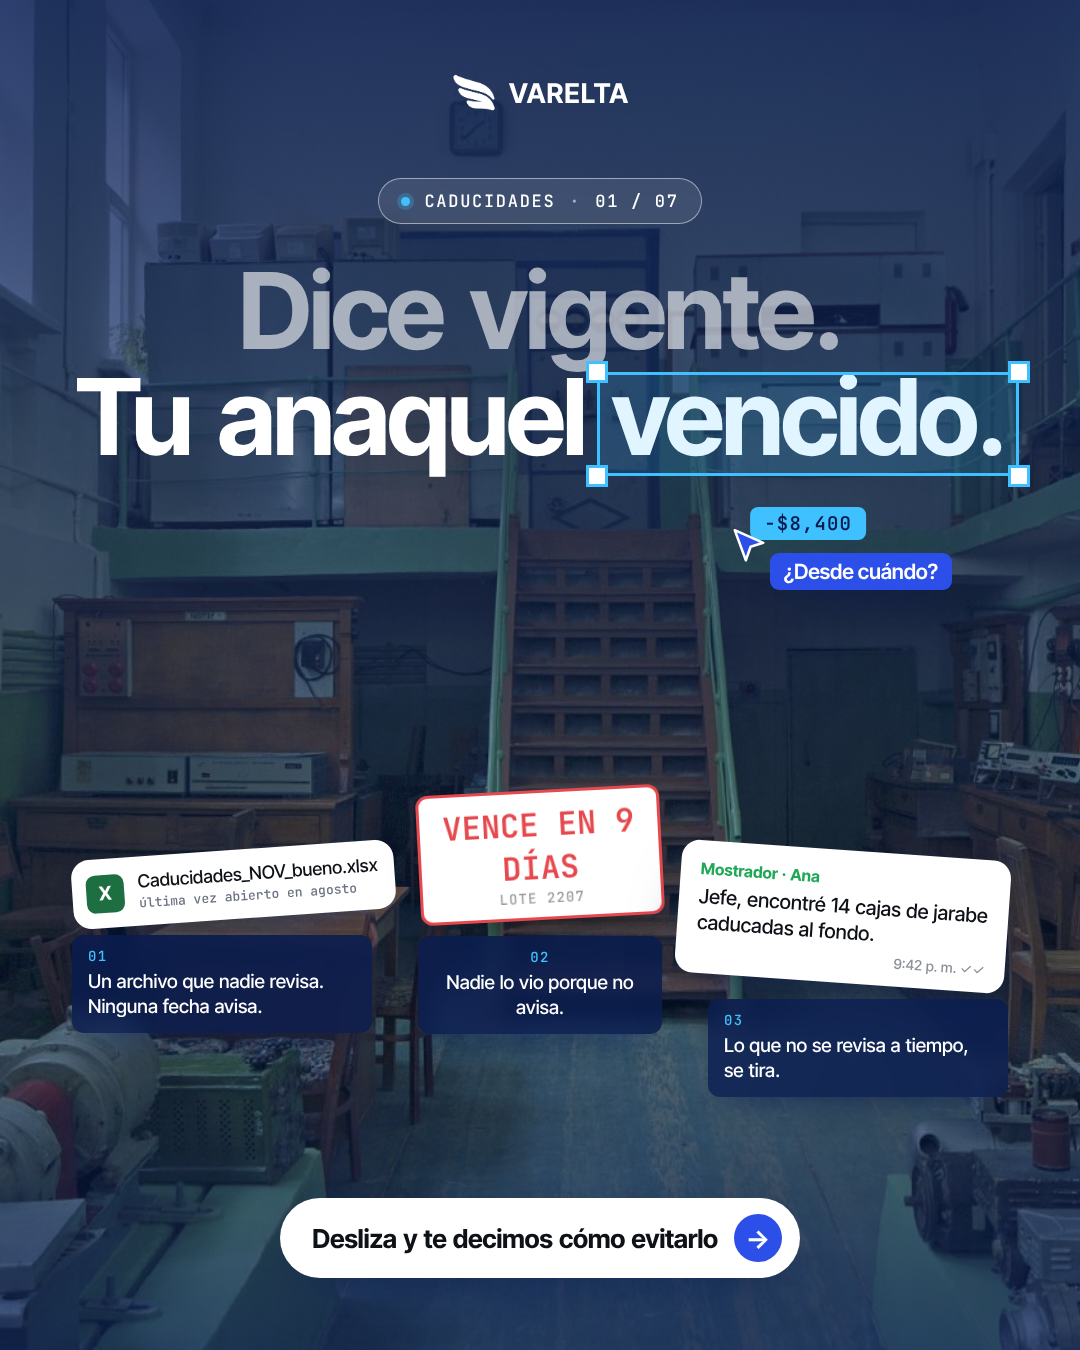 VARELTA
CADUCIDADES · 01 / 07
Dice vigente.
Tu anaquel vencido.
-$8,400
¿Desde cuándo?
X
Caducidades_NOV_bueno.xlsx
última vez abierto en agosto
01
Un archivo que nadie revisa.
Ninguna fecha avisa.
VENCE EN 9
DÍAS
LOTE 2207
02
Nadie lo vio porque no
avisa.
Mostrador · Ana
Jefe, encontré 14 cajas de jarabe
caducadas al fondo.
9:42 p. m. ✓✓
03
Lo que no se revisa a tiempo,
se tira.
Desliza y te decimos cómo evitarlo →